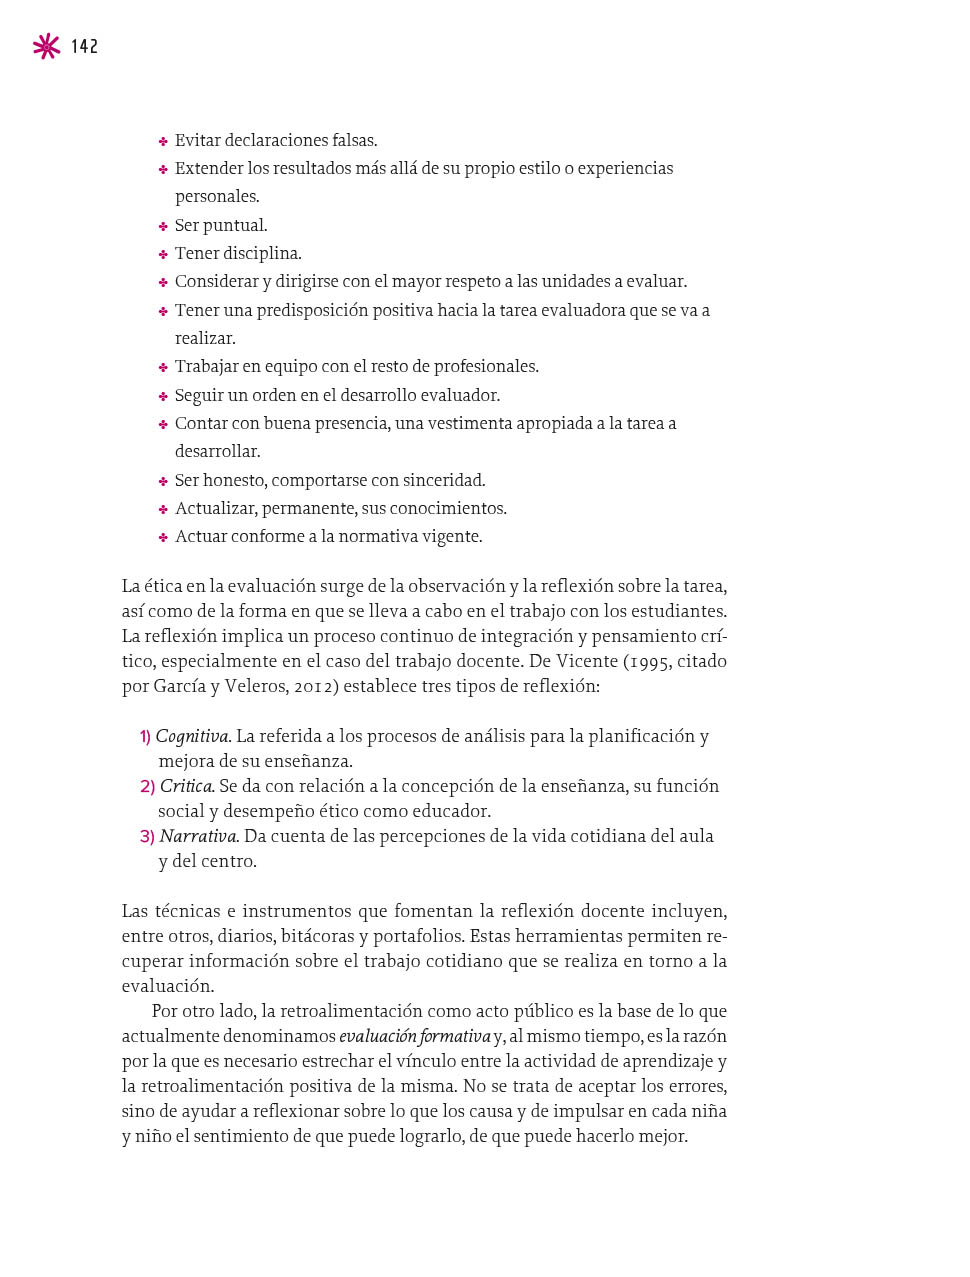 142
✤ Evitar declaraciones falsas.
✤ Extender los resultados más allá de su propio estilo o experiencias
personales.
✤ Ser puntual.
✤ Tener disciplina.
✤ Considerar y dirigirse con el mayor respeto a las unidades a evaluar.
✤ Tener una predisposición positiva hacia la tarea evaluadora que se va a
realizar.
✤ Trabajar en equipo con el resto de profesionales.
✤ Seguir un orden en el desarrollo evaluador.
✤ Contar con buena presencia, una vestimenta apropiada a la tarea a
desarrollar.
✤ Ser honesto, comportarse con sinceridad.
✤ Actualizar, permanente, sus conocimientos.
✤ Actuar conforme a la normativa vigente.
La ética en la evaluación surge de la observación y la reflexión sobre la tarea,
así como de la forma en que se lleva a cabo en el trabajo con los estudiantes.
La reflexión implica un proceso continuo de integración y pensamiento crí-
tico, especialmente en el caso del trabajo docente. De Vicente (1995, citado
por García y Veleros, 2012) establece tres tipos de reflexión:
1) Cognitiva. La referida a los procesos de análisis para la planificación y
mejora de su enseñanza.
2) Critica. Se da con relación a la concepción de la enseñanza, su función
social y desempeño ético como educador.
3) Narrativa. Da cuenta de las percepciones de la vida cotidiana del aula
y del centro.
Las técnicas e instrumentos que fomentan la reflexión docente incluyen,
entre otros, diarios, bitácoras y portafolios. Estas herramientas permiten re-
cuperar información sobre el trabajo cotidiano que se realiza en torno a la
evaluación.
Por otro lado, la retroalimentación como acto público es la base de lo que
actualmente denominamos evaluación formativa y, al mismo tiempo, es la razón
por la que es necesario estrechar el vínculo entre la actividad de aprendizaje y
la retroalimentación positiva de la misma. No se trata de aceptar los errores,
sino de ayudar a reflexionar sobre lo que los causa y de impulsar en cada niña
y niño el sentimiento de que puede lograrlo, de que puede hacerlo mejor.